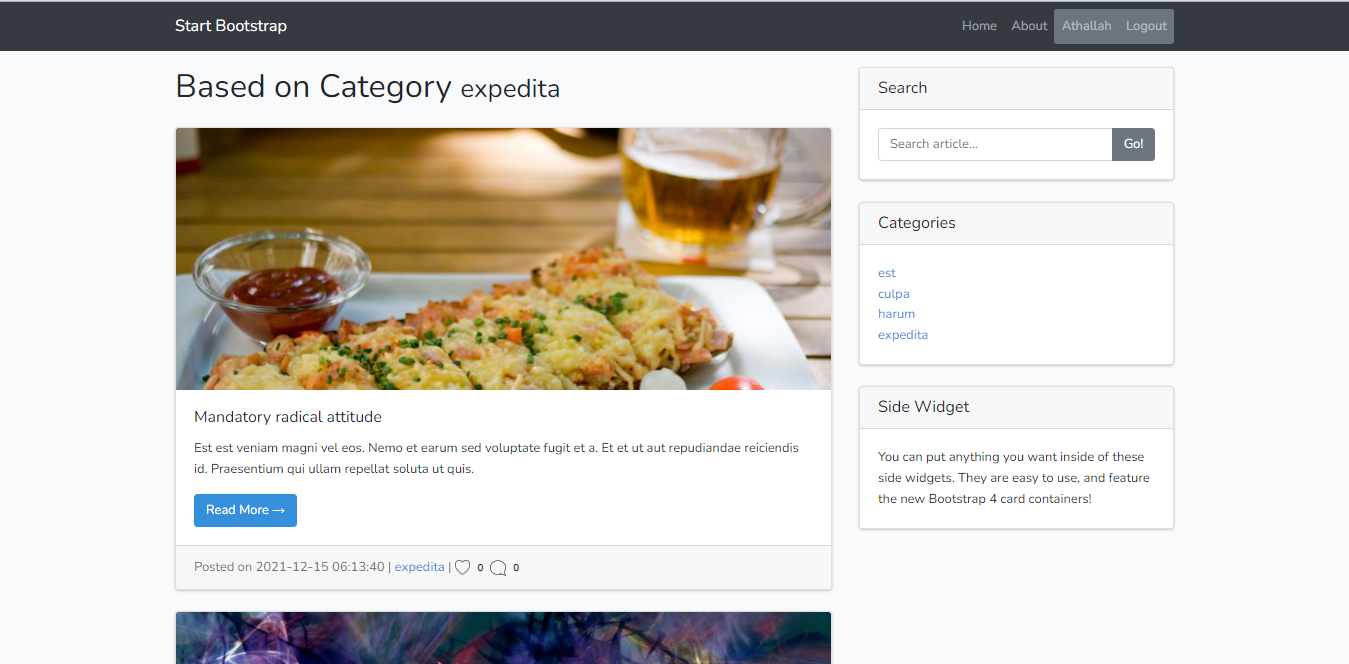 Start Bootstrap
Home About Athallah Logout
Based on Category expedita
Mandatory radical attitude
Est est veniam magni vel eos. Nemo et earum sed voluptate fugit et a. Et et ut aut repudiandae reiciendis
id. Praesentium qui ullam repellat soluta ut quis.
Read More →
Posted on 2021-12-15 06:13:40 | expedita | 0 0
Search
Search article...
Go!
Categories
est
culpa
harum
expedita
Side Widget
You can put anything you want inside of these
side widgets. They are easy to use, and feature
the new Bootstrap 4 card containers!